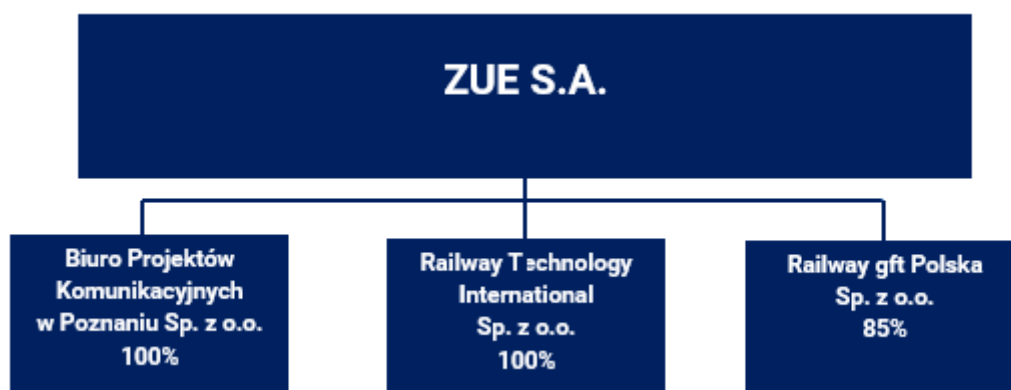 ZUE S.A.
Biuro Projektów
Komunikacyjnych
w Poznaniu Sp. z o.o.
100%
Railway Technology
International
Sp. z o.o.
100%
Railway gft Polska
Sp. z o.o.
85%